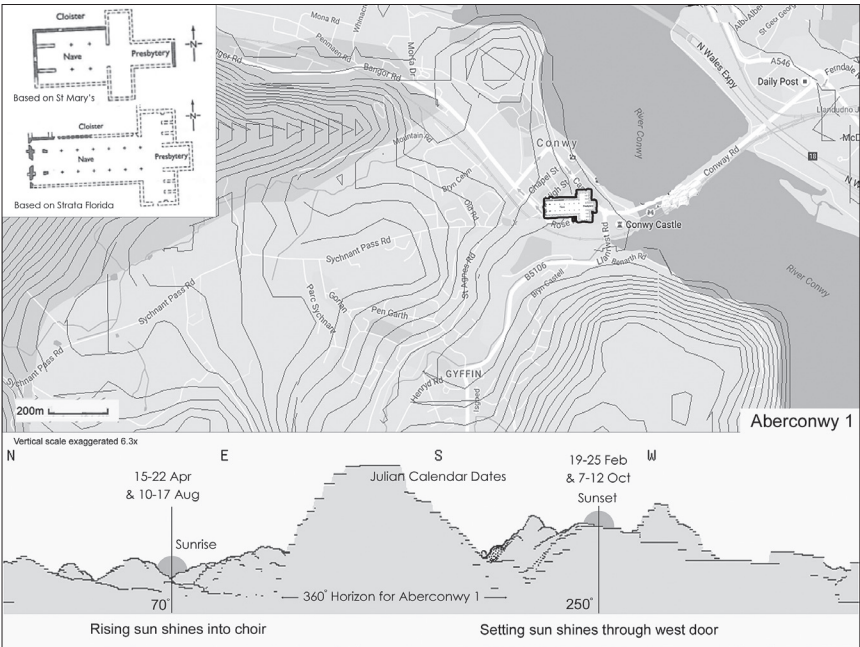 Cloister
Nave
Presbytery
N
Based on St Mary's
N
Cloister
Nave
Presbytery
Based on Strata Florida
Mona Rd
Bangor Rd
Morfa Dr
Mountain Rd
Conwy
River Conwy
N Wales Expy
A546
Daily Post
Conway Rd
Chapel St
High St
Rose
Conwy Castle
Llanrwst Rd
Benarth Rd
B5106
Bryn Castell
River Conwy
Old Rd
St Agnes Rd
Sychnant Pass Rd
Sychnant Pass Rd
Sychnant Pass Rd
Parc Sychnant
Gorlen
Pen Garth
GYFFIN
Henryd Rd
200m
Aberconwy 1
Vertical scale exaggerated 6.3x
N
E
S
W
15-22 Apr
& 10-17 Aug
Julian Calendar Dates
19-25 Feb
& 7-12 Oct
Sunset
Sunrise
70°
360° Horizon for Aberconwy 1
250°
Rising sun shines into choir
Setting sun shines through west door